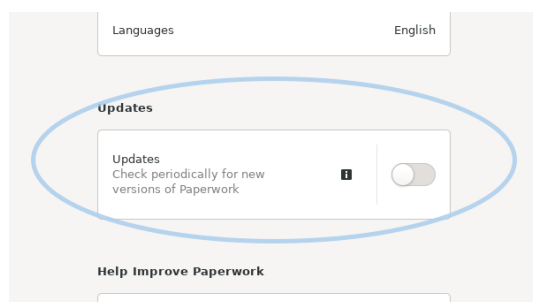 Languages English
Updates
Updates
Check periodically for new
versions of Paperwork
Help Improve Paperwork